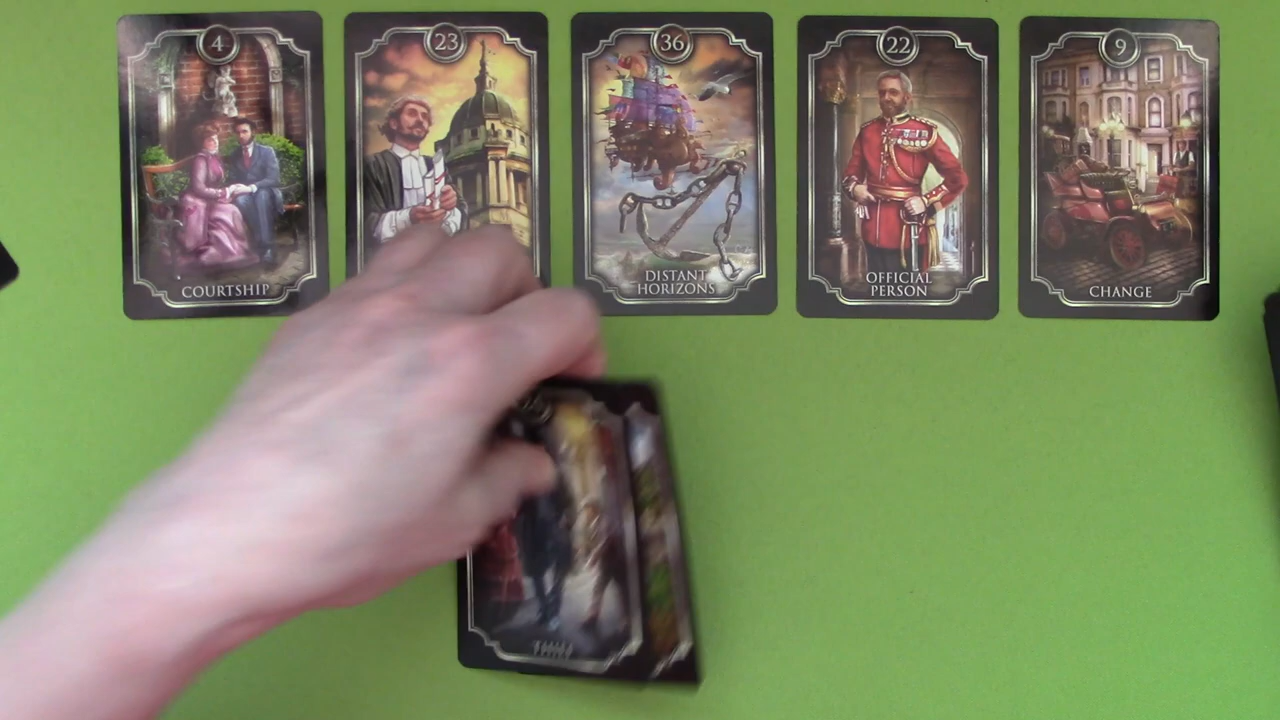 4
23
36
22
9
COURTSHIP
DISTANT
HORIZONS
OFFICIAL
PERSON
CHANGE